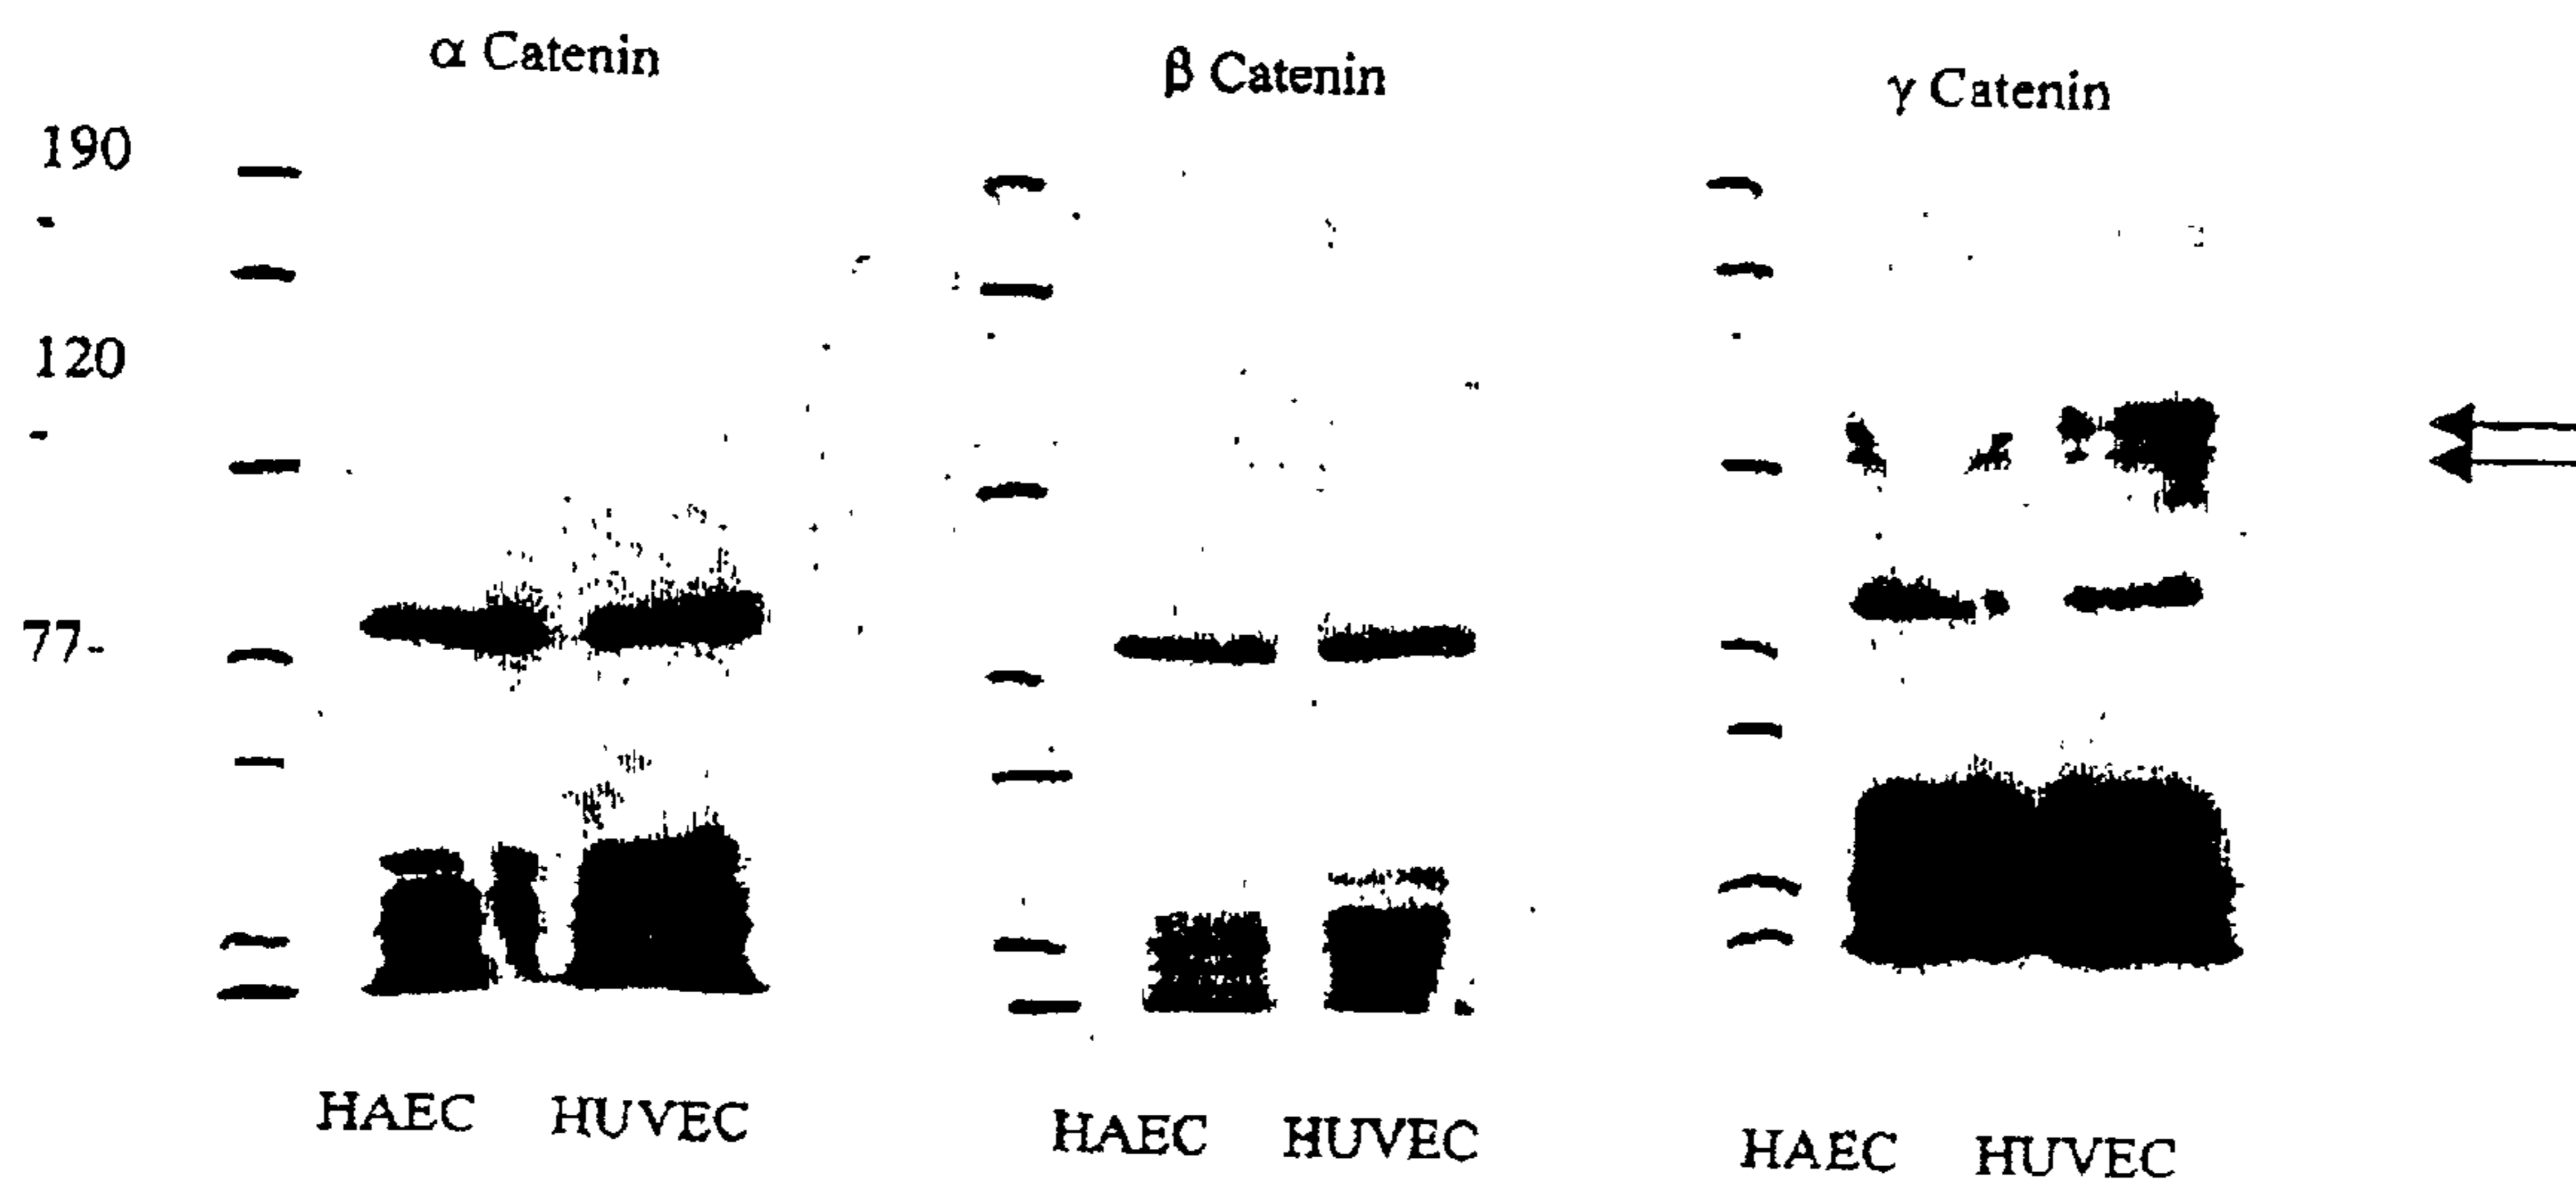 α Catenin
β Catenin
γ Catenin
190
-
120
-
77-
HAEC HUVEC
HAEC HUVEC
HAEC HUVEC